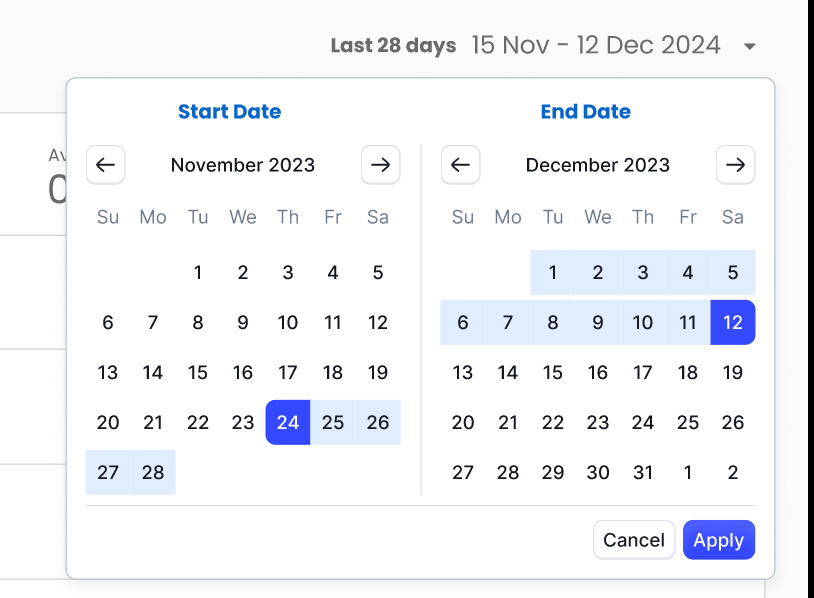 Last 28 days 15 Nov - 12 Dec 2024
Start Date
End Date
November 2023
December 2023
Su Mo Tu We Th Fr Sa
1 2 3 4 5
6 7 8 9 10 11 12
13 14 15 16 17 18 19
20 21 22 23 24 25 26
27 28
Su Mo Tu We Th Fr Sa
1 2 3 4 5
6 7 8 9 10 11 12
13 14 15 16 17 18 19
20 21 22 23 24 25 26
27 28 29 30 31 1 2
Cancel Apply